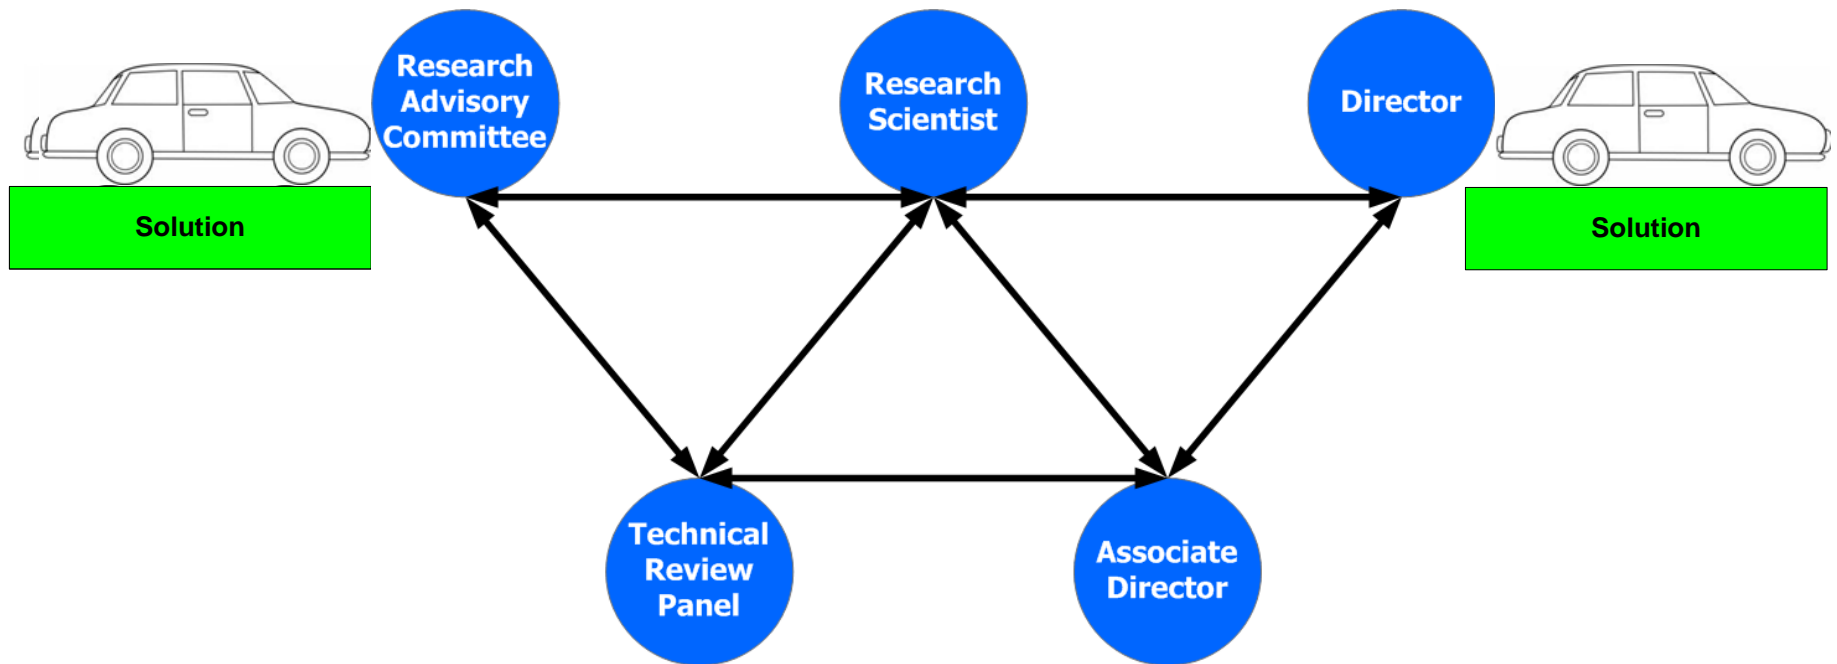 Research
Advisory
Committee
Research
Scientist
Director
Solution
Solution
Technical
Review
Panel
Associate
Director